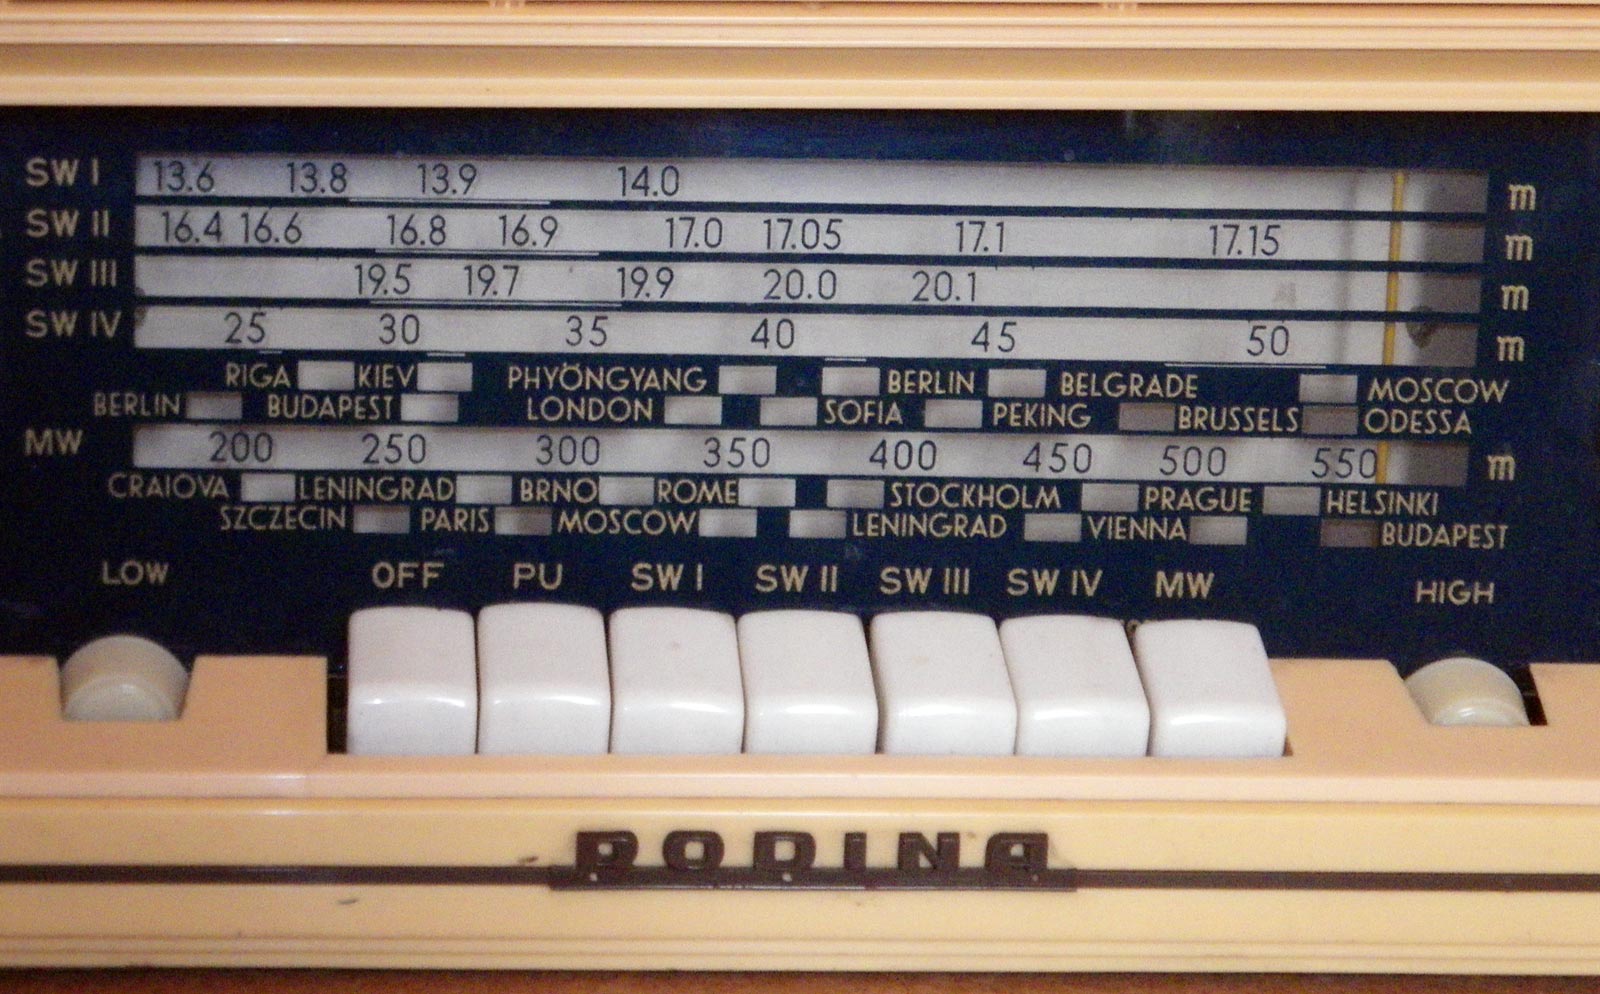 SW I 13.6 13.8 13.9 14.0 m
SW II 16.4 16.6 16.8 16.9 17.0 17.05 17.1 17.15 m
SW III 19.5 19.7 19.9 20.0 20.1 m
SW IV 25 30 35 40 45 50 m
RIGA KIEV PHYÖNGYANG BERLIN BELGRADE MOSCOW
BERLIN BUDAPEST LONDON SOFIA PEKING BRUSSELS ODESSA
MW 200 250 300 350 400 450 500 550 m
CRAIOVA LENINGRAD BRNO ROME STOCKHOLM PRAGUE HELSINKI
SZCZECIN PARIS MOSCOW LENINGRAD VIENNA BUDAPEST
LOW OFF PU SW I SW II SW III SW IV MW HIGH
RODINA